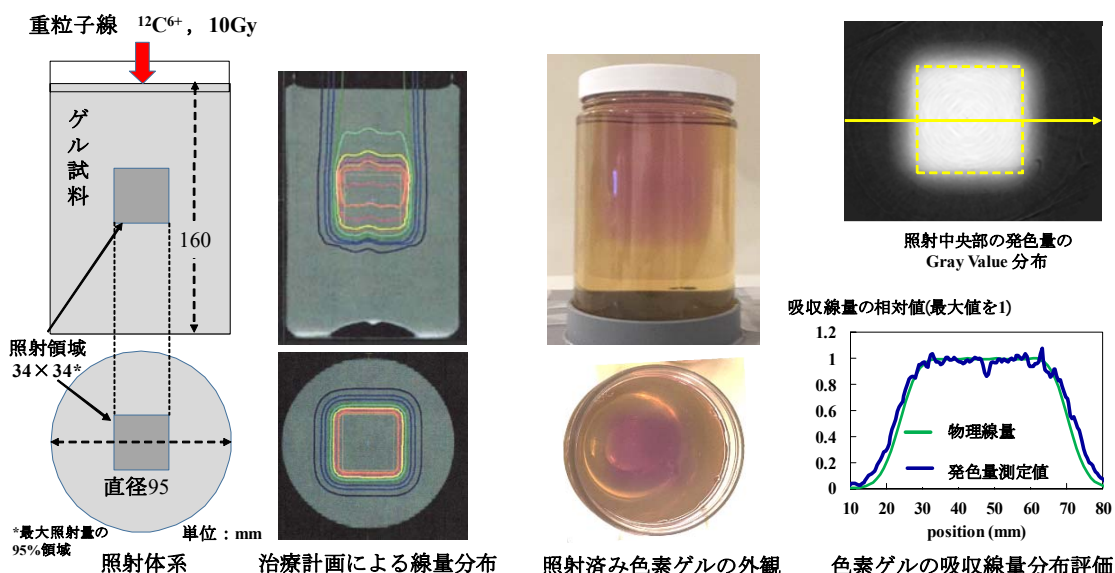 重粒子線 ¹²C⁶⁺ , 10Gy
ゲル試料
160
照射領域
34×34*
直径95
*最大照射量の
95%領域
単位：mm
照射体系
治療計画による線量分布
照射済み色素ゲルの外観
照射中央部の発色量の
Gray Value 分布
吸収線量の相対値(最大値を1)
1.2
1
0.8
0.6
0.4
0.2
0
物理線量
発色量測定値
10 20 30 40 50 60 70 80
position (mm)
色素ゲルの吸収線量分布評価